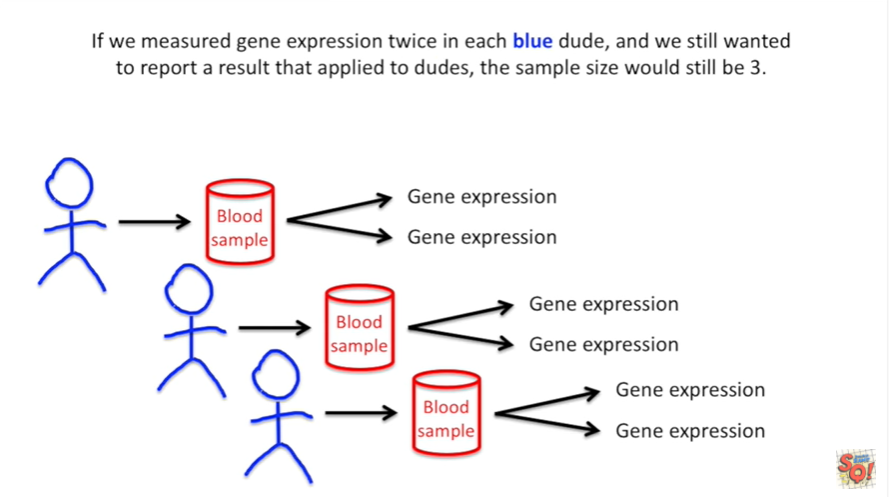 If we measured gene expression twice in each blue dude, and we still wanted
to report a result that applied to dudes, the sample size would still be 3.
Blood
sample
Gene expression
Gene expression
Blood
sample
Gene expression
Gene expression
Blood
sample
Gene expression
Gene expression
SQ!